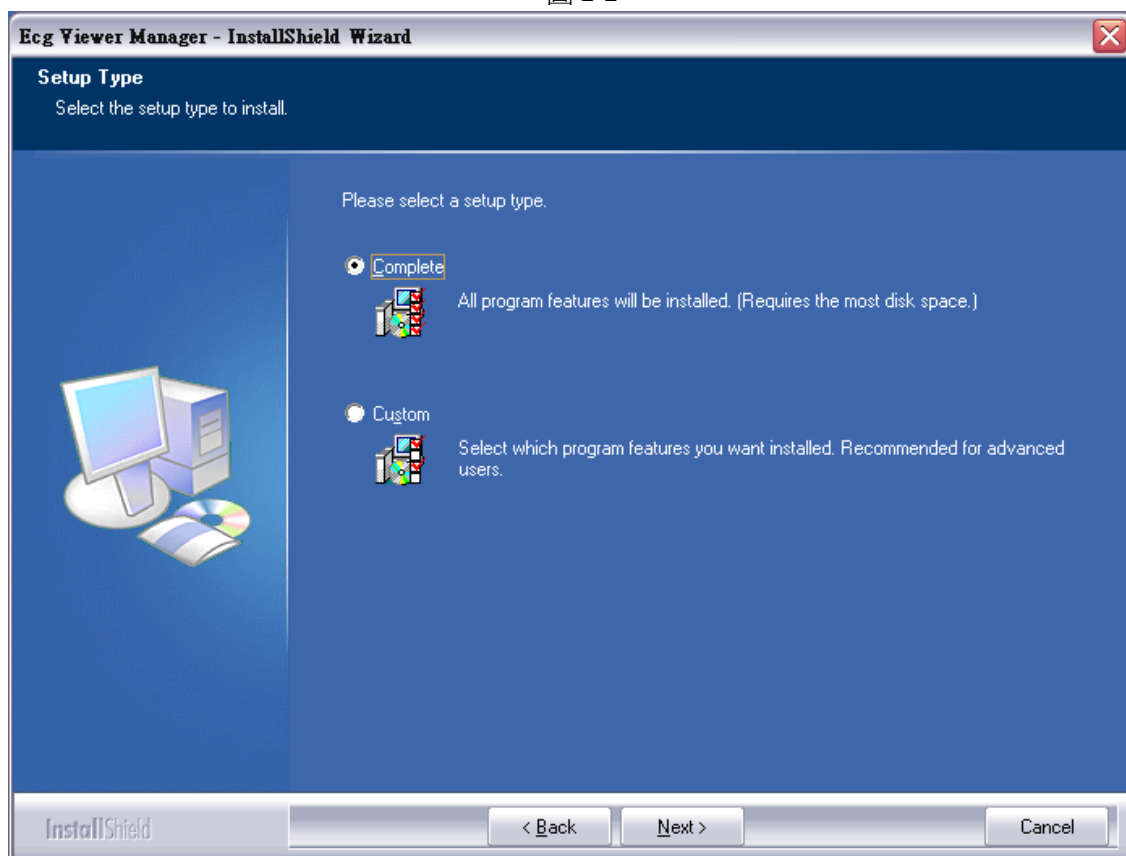 Ecg Viewer Manager - InstallShield Wizard
Setup Type
Select the setup type to install.
Please select a setup type.
Complete
All program features will be installed. (Requires the most disk space.)
Custom
Select which program features you want installed. Recommended for advanced
users.
InstallShield
< Back
Next >
Cancel